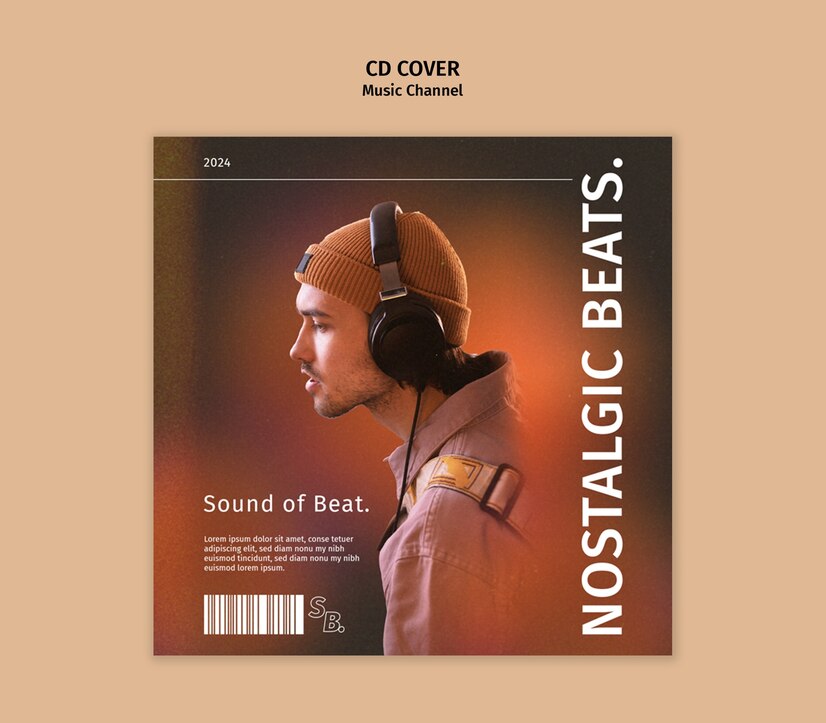 CD COVER
Music Channel
2024
NOSTALGIC BEATS.
Sound of Beat.
Lorem ipsum dolor sit amet, conse tetuer
adipiscing elit, sed diam nonu my nibh
euismod tincidunt, sed diam nonu my nibh
euismod lorem ipsum.
S
B.